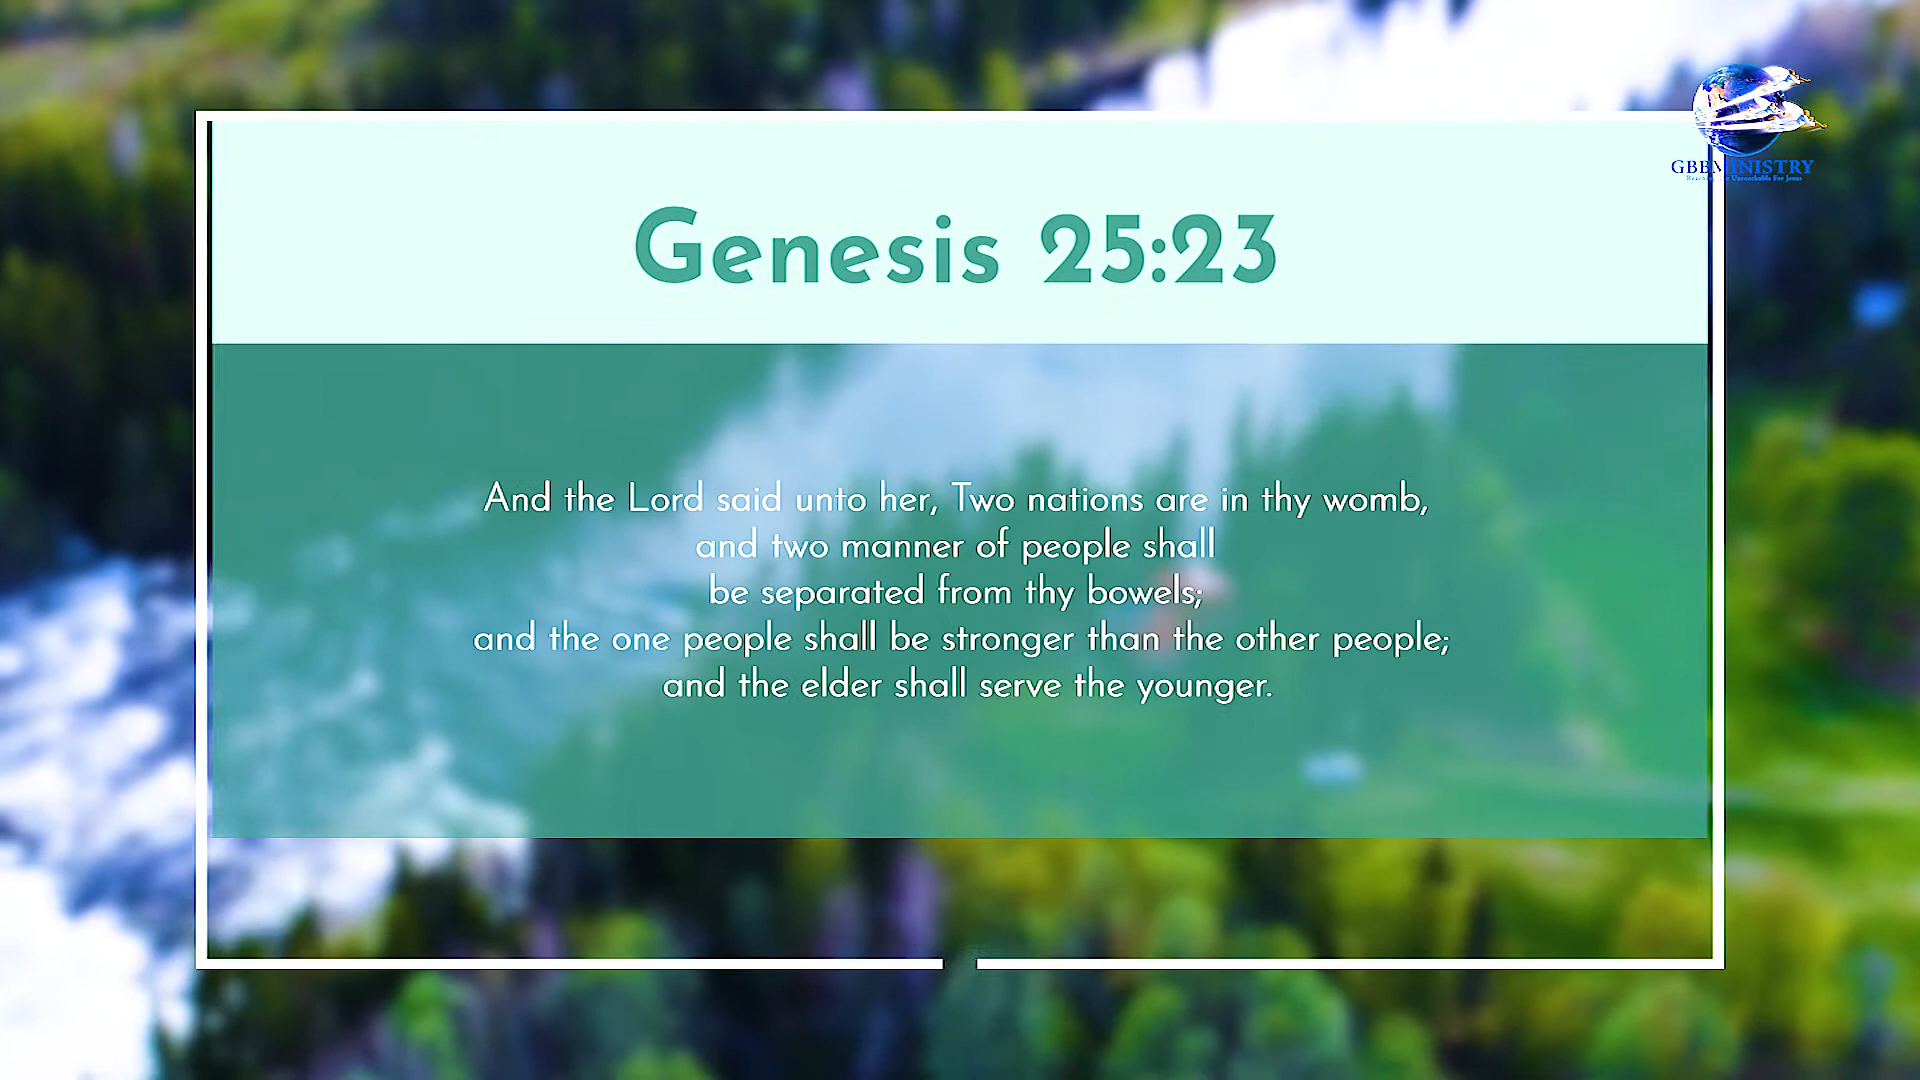 GBBMINISTRY
Genesis 25:23
And the Lord said unto her, Two nations are in thy womb,
and two manner of people shall
be separated from thy bowels;
and the one people shall be stronger than the other people;
and the elder shall serve the younger.